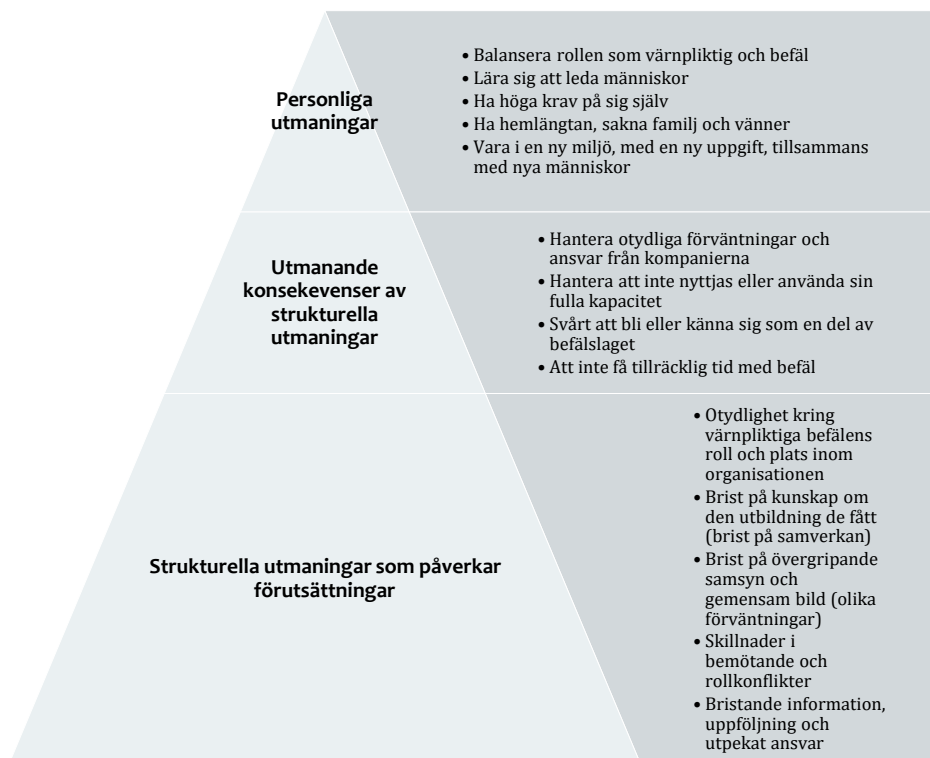 Personliga
utmaningar
• Balansera rollen som värnpliktig och befäl
• Lära sig att leda människor
• Ha höga krav på sig själv
• Ha hemlängtan, sakna familj och vänner
• Vara i en ny miljö, med en ny uppgift, tillsammans
med nya människor
Utmanande
konsekevenser av
strukturella
utmaningar
• Hantera otydliga förväntningar och
ansvar från kompanierna
• Hantera att inte nyttjas eller använda sin
fulla kapacitet
• Svårt att bli eller känna sig som en del av
befälslaget
• Att inte få tillräcklig tid med befäl
Strukturella utmaningar som påverkar
förutsättningar
• Otydlighet kring
värnpliktiga befälens
roll och plats inom
organisationen
• Brist på kunskap om
den utbildning de fått
(brist på samverkan)
• Brist på övergripande
samsyn och
gemensam bild (olika
förväntningar)
• Skillnader i
bemötande och
rollkonflikter
• Bristande information,
uppföljning och
utpekat ansvar